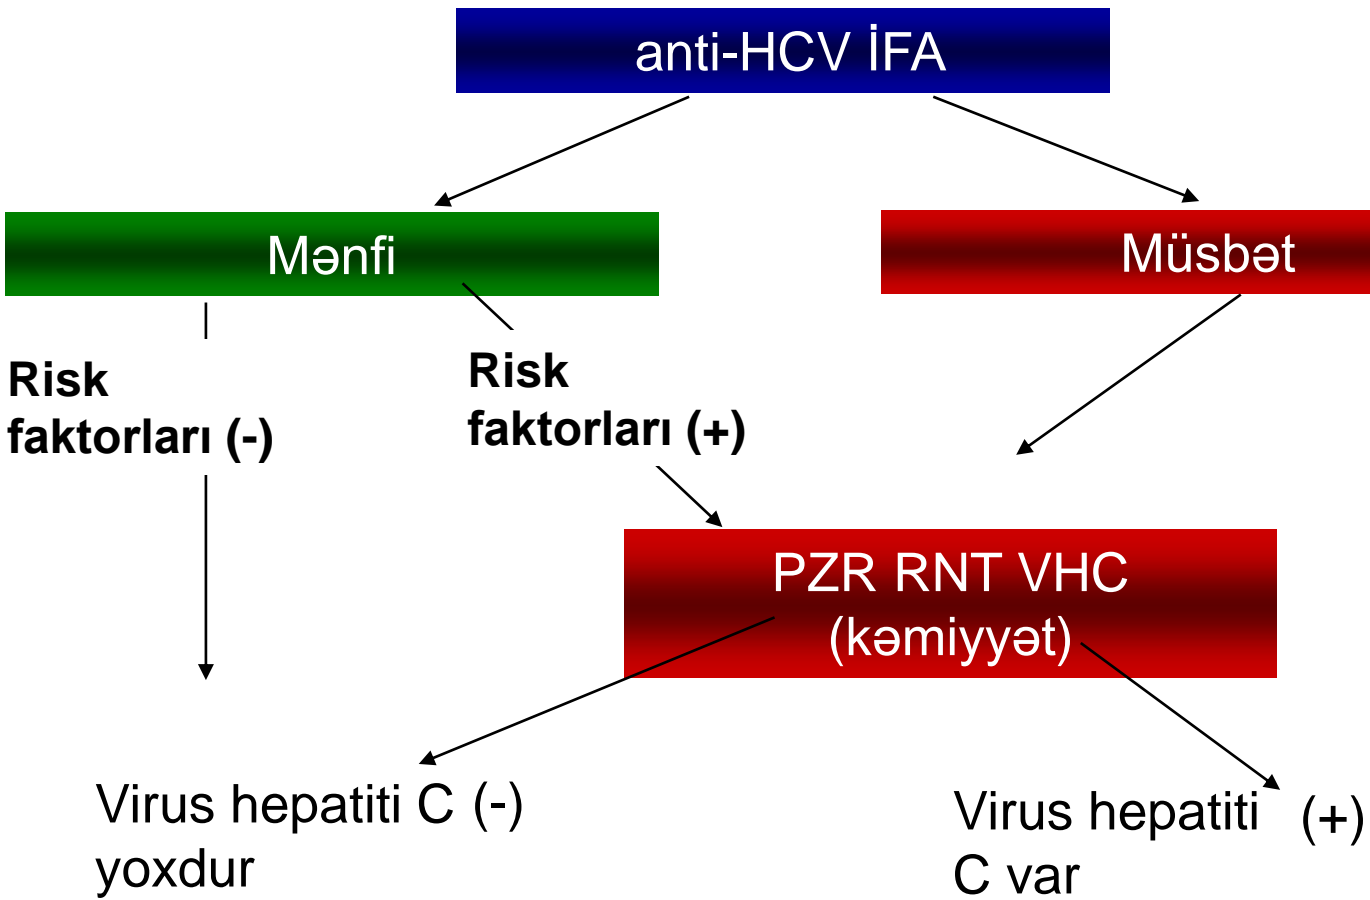 anti-HCV İFA
Mənfi
Müsbət
Risk
faktorları (-)
Risk
faktorları (+)
PZR RNT VHC
(kəmiyyət)
Virus hepatiti C (-)
yoxdur
Virus hepatiti (+)
C var